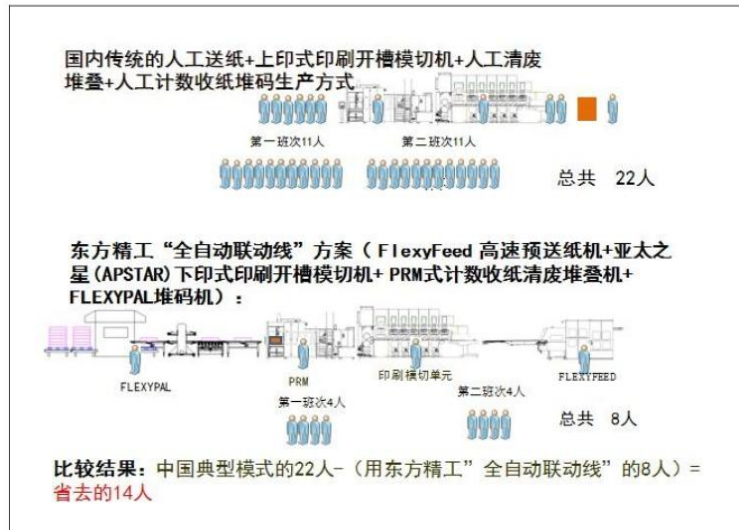 国内传统的人工送纸+上印式印刷开槽模切机+人工清废
堆叠+人工计数收纸堆码生产方式
第一班次11人
第二班次11人
总共 22人
东方精工“全自动联动线”方案（FlexyFeed 高速预送纸机+亚太之
星(APSTAR)下印式印刷开槽模切机+ PRM式计数收纸清废堆叠机+
FLEXYPAL堆码机）:
FLEXYPAL
PRM
印刷模切单元
FLEXYFEED
第一班次4人
第二班次4人
总共 8人
比较结果: 中国典型模式的22人-（用东方精工”全自动联动线”的8人）=
省去的14人